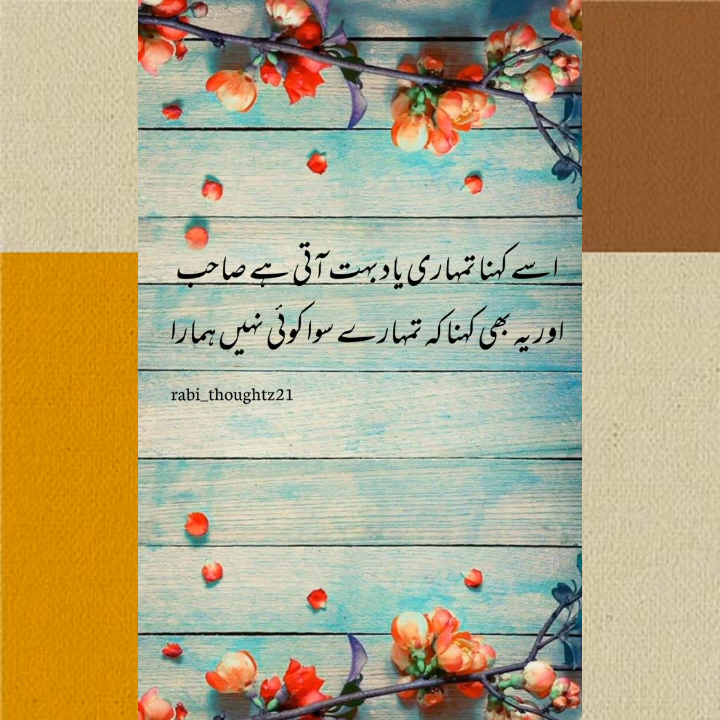 اسے کہنا تمہاری یاد بہت آتی ہے صاحب
اور یہ بھی کہنا کہ تمہارے سوا کوئی نہیں ہمارا
rabi_thoughtz21